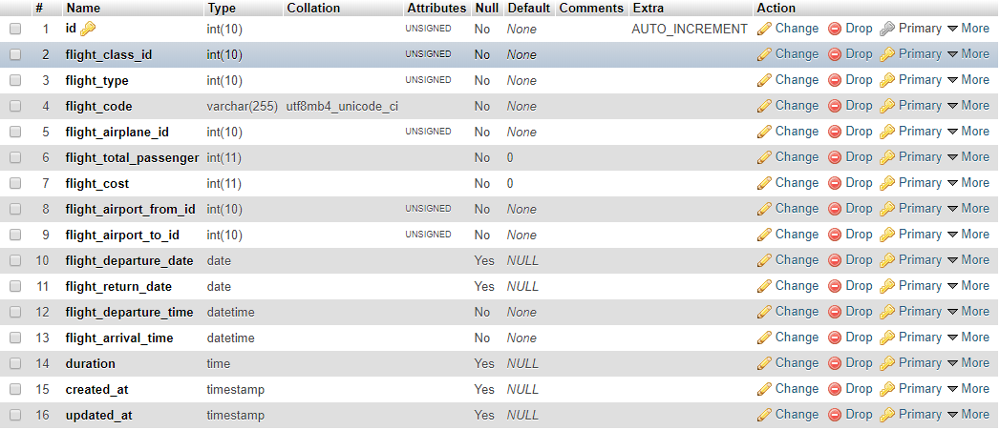 # Name Type Collation Attributes Null Default Comments Extra Action
1 id int(10) UNSIGNED No None AUTO_INCREMENT Change Drop Primary More
2 flight_class_id int(10) UNSIGNED No None Change Drop Primary More
3 flight_type int(10) UNSIGNED No None Change Drop Primary More
4 flight_code varchar(255) utf8mb4_unicode_ci No None Change Drop Primary More
5 flight_airplane_id int(10) UNSIGNED No None Change Drop Primary More
6 flight_total_passenger int(11) No 0 Change Drop Primary More
7 flight_cost int(11) No 0 Change Drop Primary More
8 flight_airport_from_id int(10) UNSIGNED No None Change Drop Primary More
9 flight_airport_to_id int(10) UNSIGNED No None Change Drop Primary More
10 flight_departure_date date Yes NULL Change Drop Primary More
11 flight_return_date date Yes NULL Change Drop Primary More
12 flight_departure_time datetime No None Change Drop Primary More
13 flight_arrival_time datetime No None Change Drop Primary More
14 duration time Yes NULL Change Drop Primary More
15 created_at timestamp Yes NULL Change Drop Primary More
16 updated_at timestamp Yes NULL Change Drop Primary More